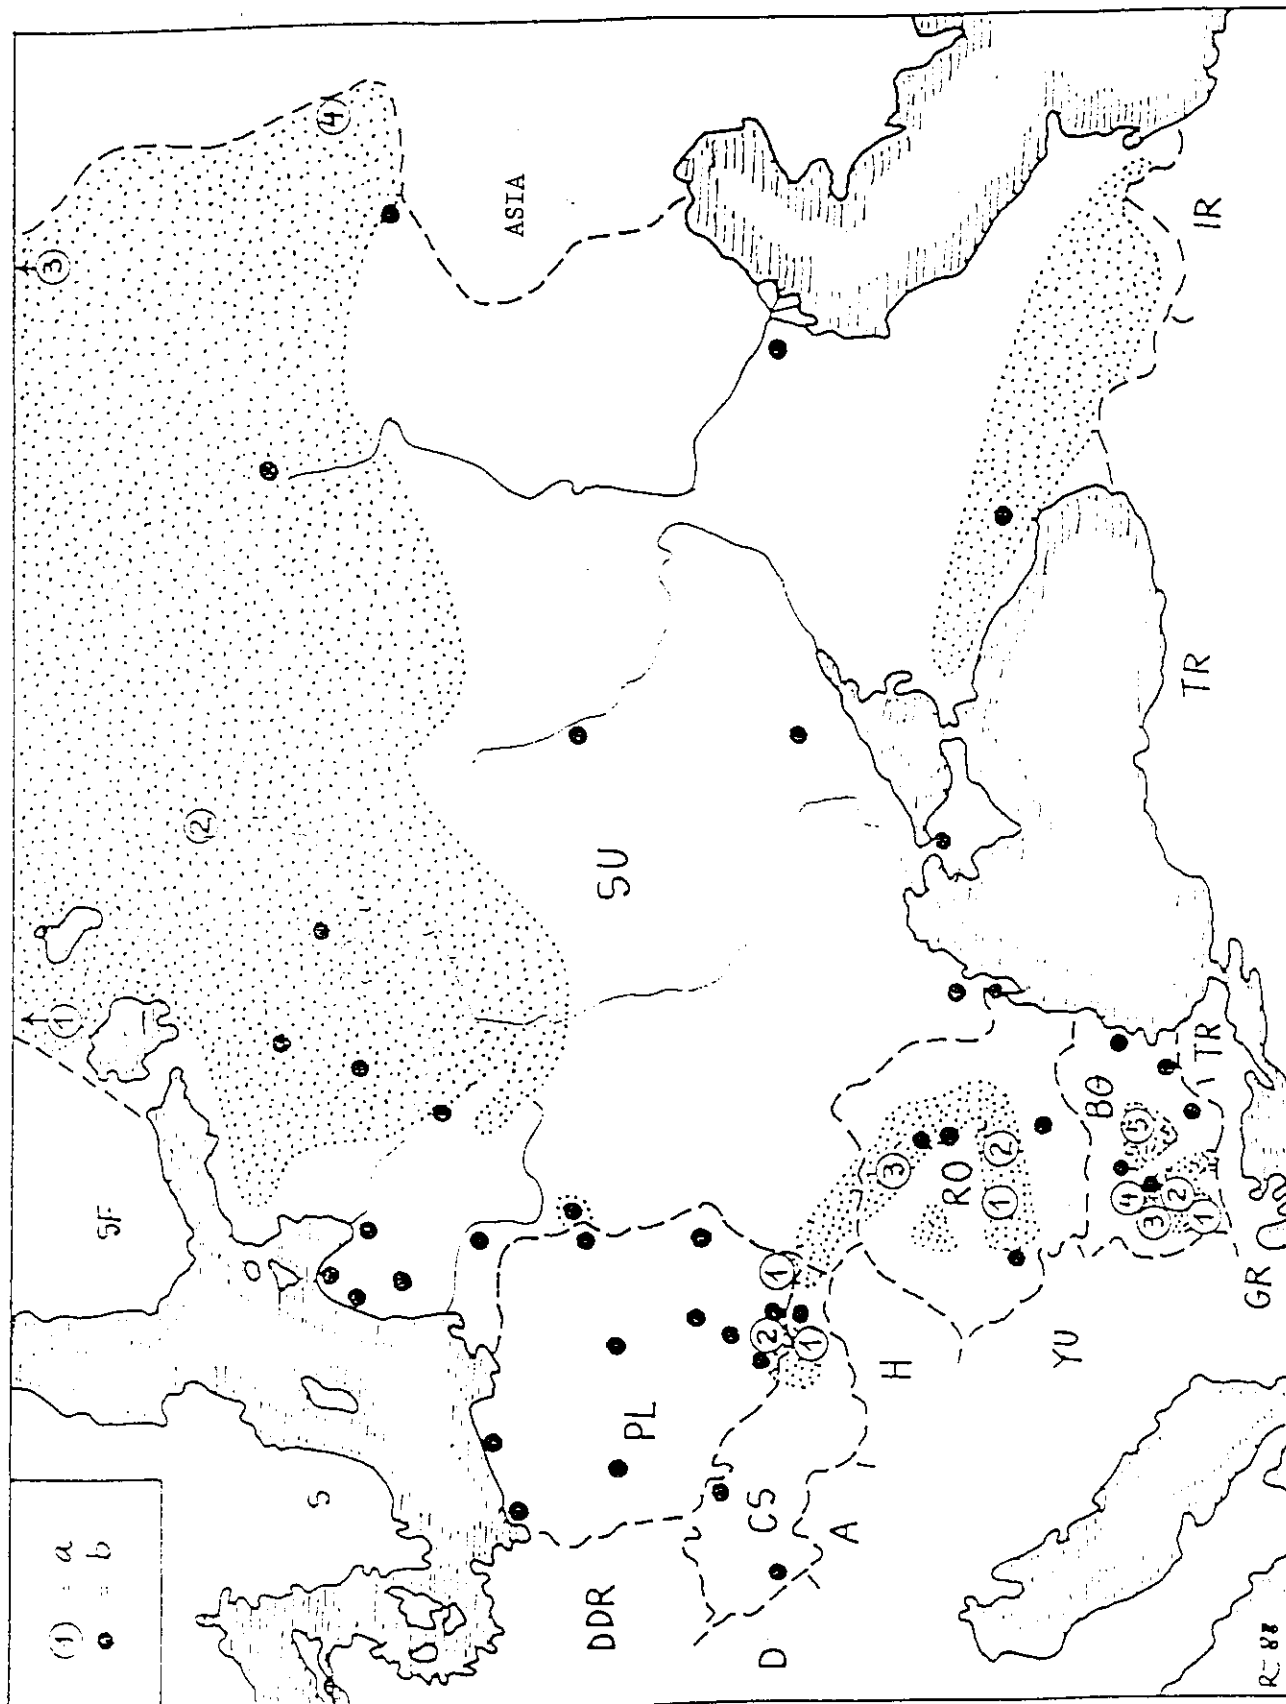 ① = a
● = b
①
③
SF
②
S
④
ASIA
DDR
SU
PL
CS
D
②
①
①
A
H
③
RO
①
②
YU
BG
④
⑤
③
②
①
TR
TR
IR
GR
R-88